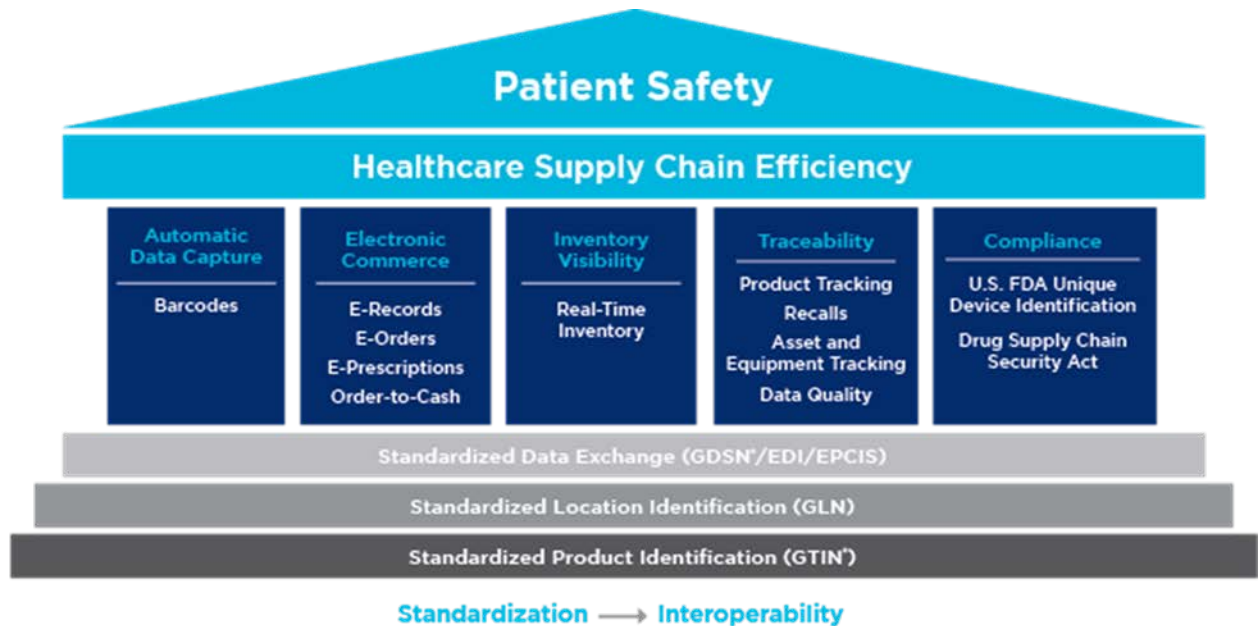 Patient Safety
Healthcare Supply Chain Efficiency
Automatic
Data Capture
Barcodes
Electronic
Commerce
E-Records
E-Orders
E-Prescriptions
Order-to-Cash
Inventory
Visibility
Real-Time
Inventory
Traceability
Product Tracking
Recalls
Asset and
Equipment Tracking
Data Quality
Compliance
U.S. FDA Unique
Device Identification
Drug Supply Chain
Security Act
Standardized Data Exchange (GDSN®/EDI/EPCIS)
Standardized Location Identification (GLN)
Standardized Product Identification (GTIN®)
Standardization → Interoperability